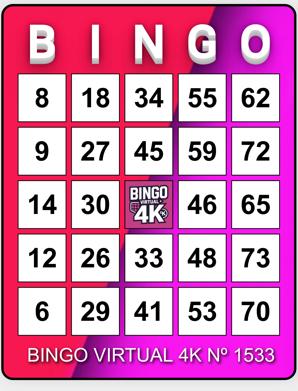 BINGO
8 18 34 55 62
9 27 45 59 72
14 30 BINGO VIRTUAL 4K 46 65
12 26 33 48 73
6 29 41 53 70
BINGO VIRTUAL 4K Nº 1533